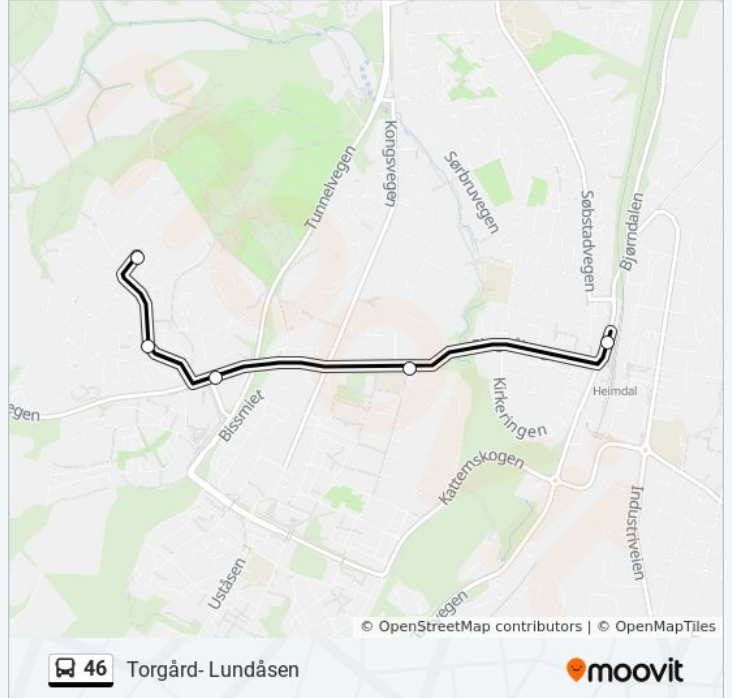 Tunnelvegen
Kongsvegen
Sørbruvegen
Søbstadvegen
Bjørndalen
Kirkeringen
Heimdal
egen
Bissmiet
Kattemskogen
Industriveien
Uståsen
vegen
© OpenStreetMap contributors | © OpenMapTiles
46 Torgård- Lundåsen
moovit